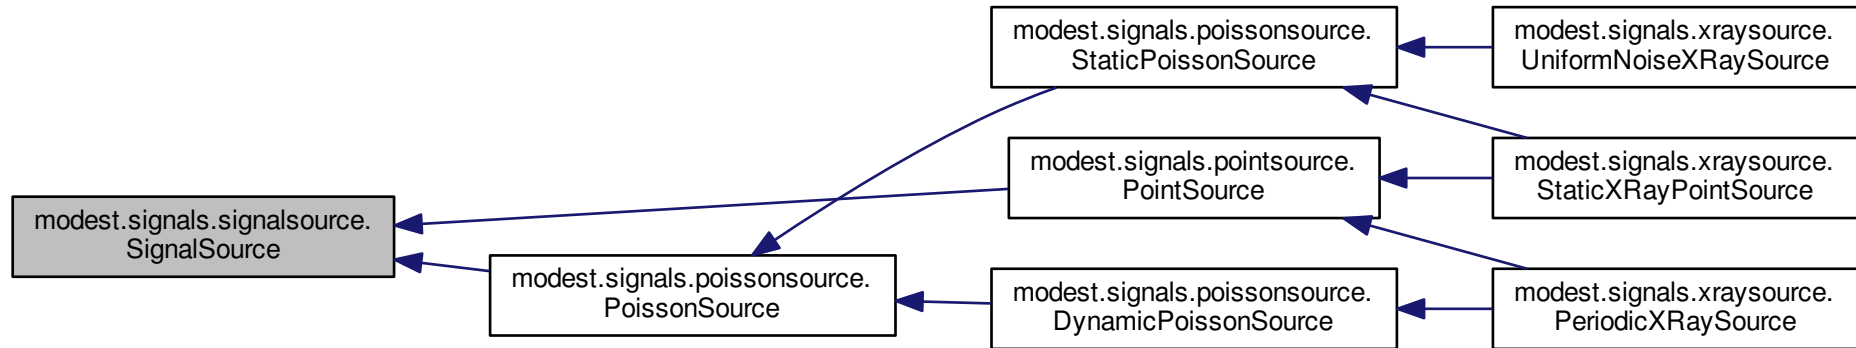 modest.signals.signalsource.
SignalSource
modest.signals.poissonsource.
PoissonSource
modest.signals.poissonsource.
StaticPoissonSource
modest.signals.pointsource.
PointSource
modest.signals.poissonsource.
DynamicPoissonSource
modest.signals.xraysource.
UniformNoiseXRaySource
modest.signals.xraysource.
StaticXRayPointSource
modest.signals.xraysource.
PeriodicXRaySource